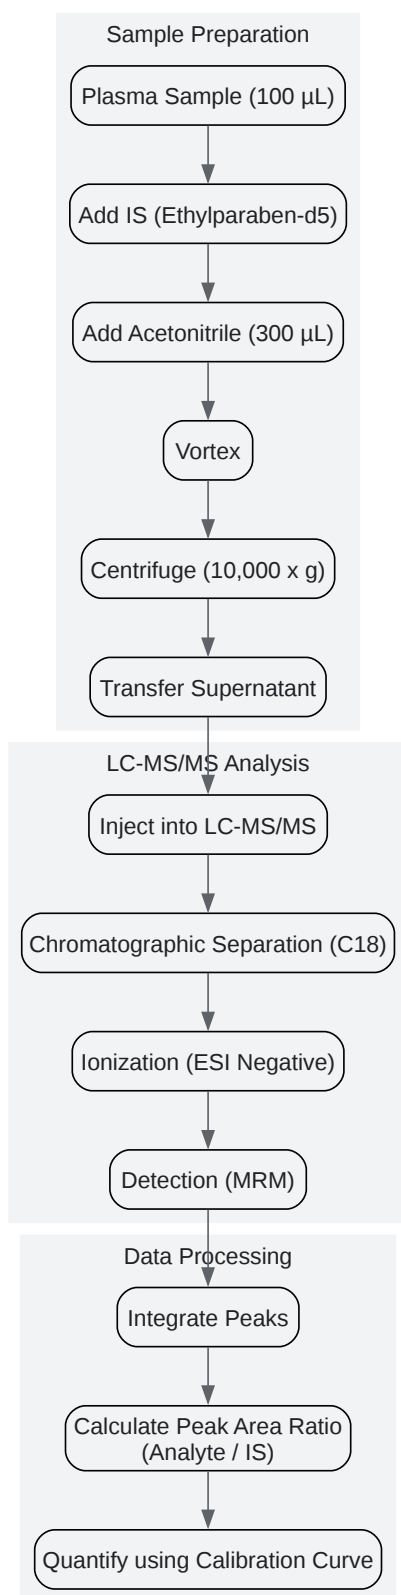 Sample Preparation
Plasma Sample (100 µL)
Add IS (Ethylparaben-d5)
Add Acetonitrile (300 µL)
Vortex
Centrifuge (10,000 x g)
Transfer Supernatant
LC-MS/MS Analysis
Inject into LC-MS/MS
Chromatographic Separation (C18)
Ionization (ESI Negative)
Detection (MRM)
Data Processing
Integrate Peaks
Calculate Peak Area Ratio
(Analyte / IS)
Quantify using Calibration Curve